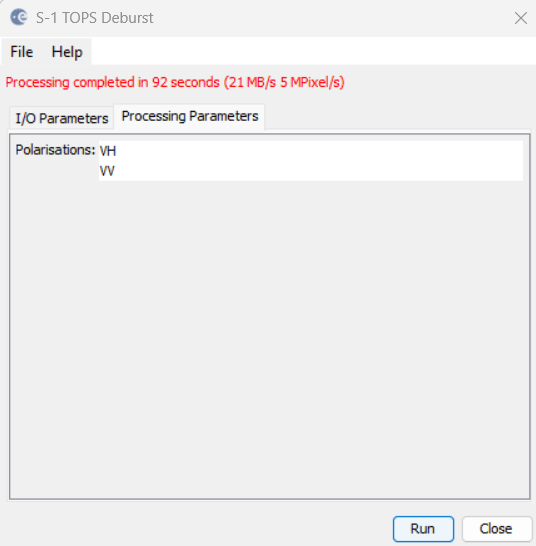 S-1 TOPS Deburst
File Help
Processing completed in 92 seconds (21 MB/s 5 MPixel/s)
I/O Parameters Processing Parameters
Polarisations: VH
VV
Run Close